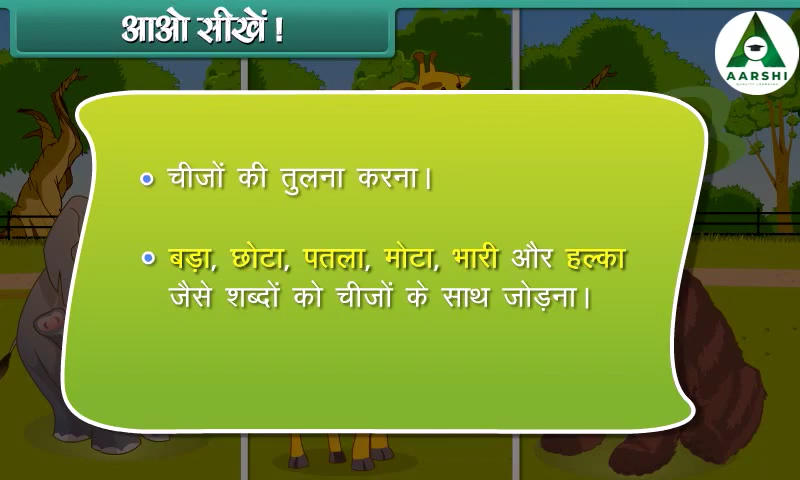 आओ सीखें!
AARSHI
चीजों की तुलना करना।
बड़ा, छोटा, पतला, मोटा, भारी और हल्का
जैसे शब्दों को चीजों के साथ जोड़ना।